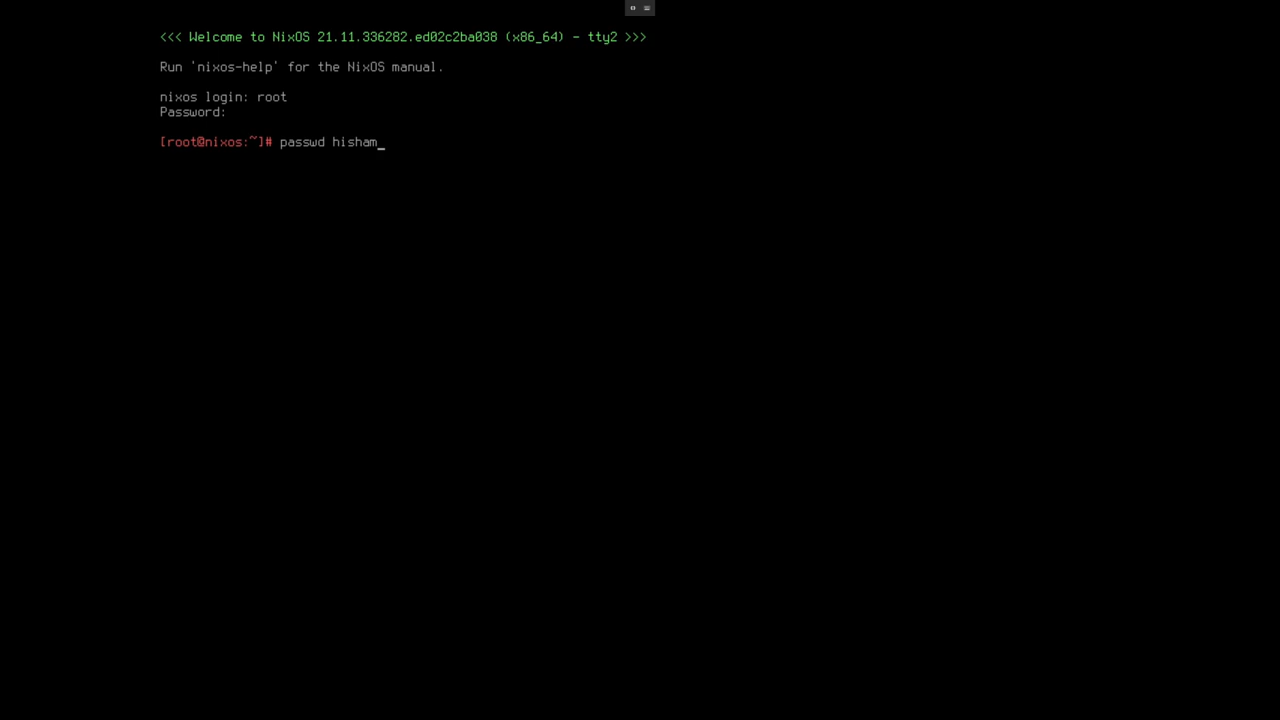 <<< Welcome to NixOS 21.11.336282.ed02c2ba038 (x86_64) - tty2 >>>
Run 'nixos-help' for the NixOS manual.
nixos login: root
Password:
[root@nixos:~]# passwd hisham_